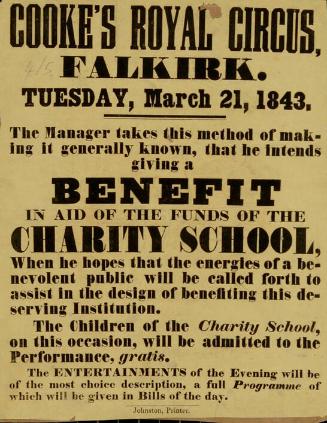 COOKE'S ROYAL CIRCUS,
FALKIRK.
TUESDAY, March 21, 1843.
The Manager takes this method of mak-
ing it generally known, that he intends
giving a
BENEFIT
IN AID OF THE FUNDS OF THE
CHARITY SCHOOL,
When he hopes that the energies of a be-
nevolent public will be called forth to
assist in the design of benefiting this de-
serving Institution.
The Children of the Charity School,
on this occasion, will be admitted to the
Performance, gratis.
The ENTERTAINMENTS of the Evening will be
of the most choice description, a full Programme of
which will be given in Bills of the day.
Johnston, Printer.